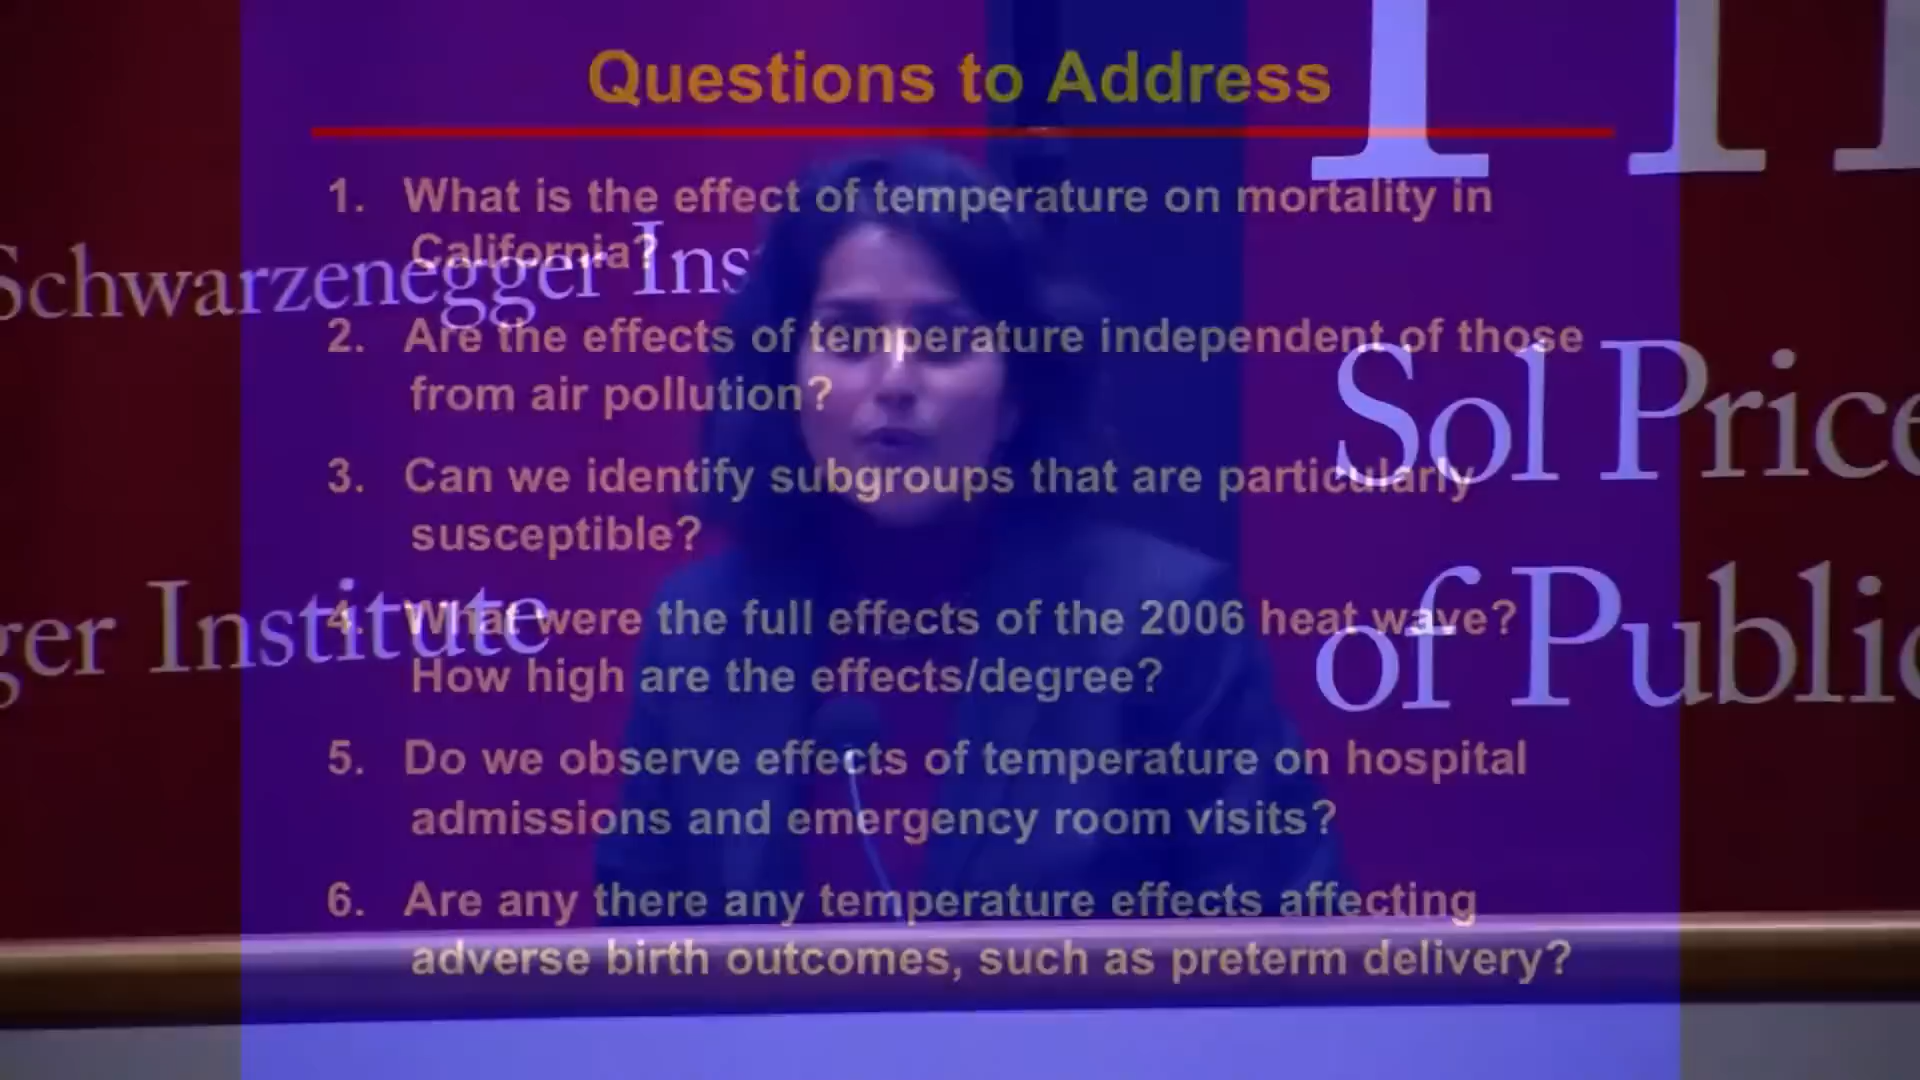 Questions to Address
1. What is the effect of temperature on mortality in
California?
2. Are the effects of temperature independent of those
from air pollution?
3. Can we identify subgroups that are particularly
susceptible?
4. What were the full effects of the 2006 heat wave?
How high are the effects/degree?
5. Do we observe effects of temperature on hospital
admissions and emergency room visits?
6. Are any there any temperature effects affecting
adverse birth outcomes, such as preterm delivery?
Schwarzenegger Ins
ger Institute
Sol Price
of Public